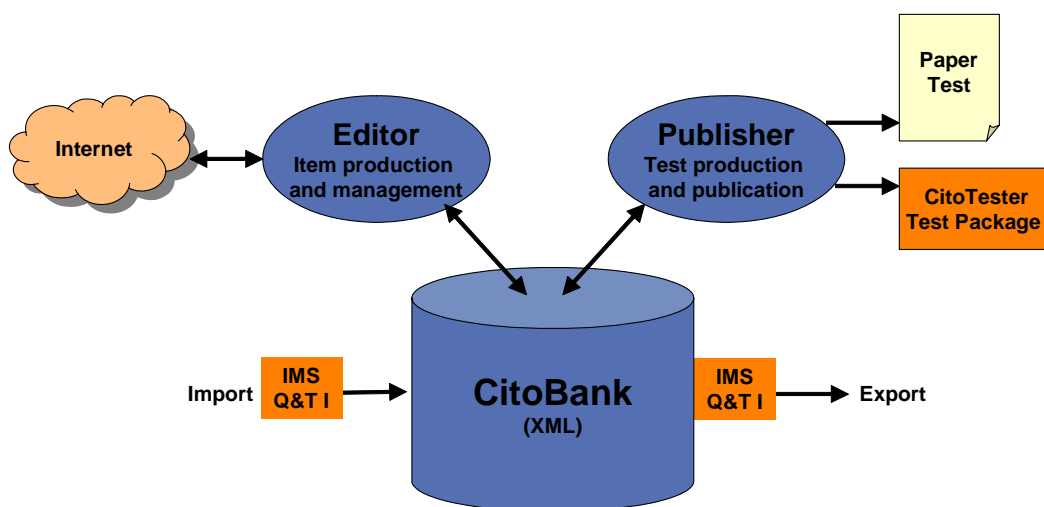 Paper
Test
Internet
Editor
Item production
and management
Publisher
Test production
and publication
CitoTester
Test Package
Import
IMS
Q&T I
CitoBank
(XML)
IMS
Q&T I
Export